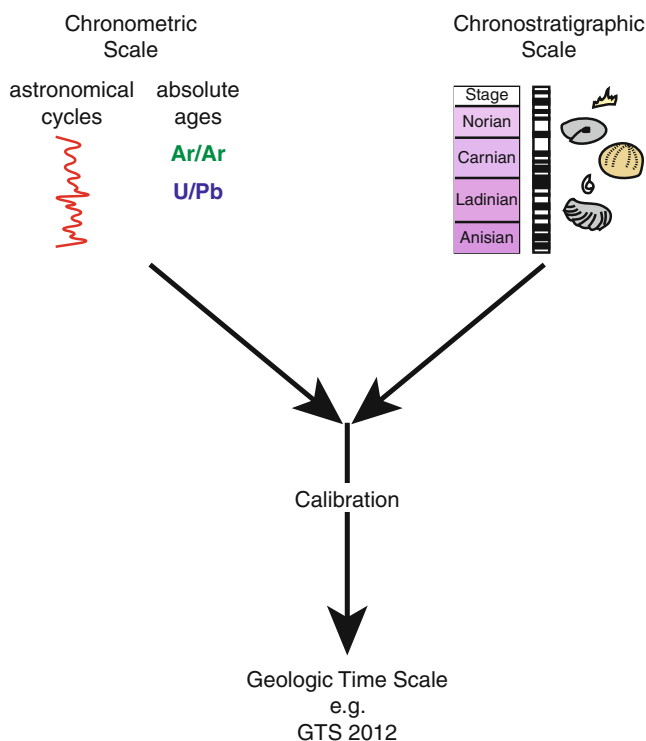 Chronometric
Scale
astronomical
cycles
absolute
ages
Ar/Ar
U/Pb
Chronostratigraphic
Scale
Stage
Norian
Carnian
Ladinian
Anisian
Calibration
Geologic Time Scale
e.g.
GTS 2012